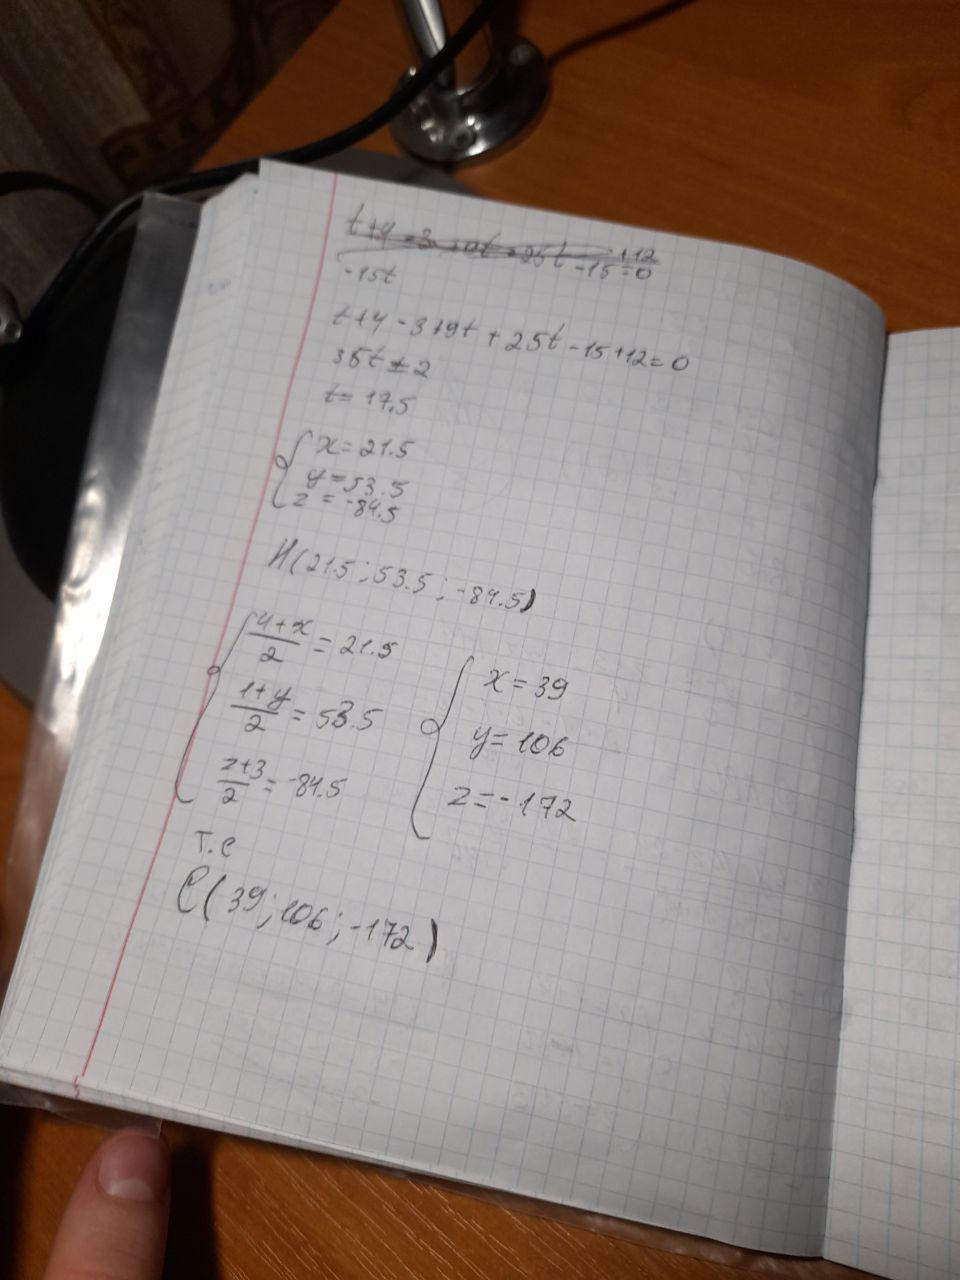 -15t
t+4-3+9t+25t-15+12=0
35t=2
t=17,5
{x=21.5
y=53.5
z=-84.5
H(21.5;53.5;-84.5)
{(4+x)/2=21.5
(1+y)/2=53.5
(z+3)/2=-84.5
{x=39
y=106
z=-172
т.C
C(39;106;-172)